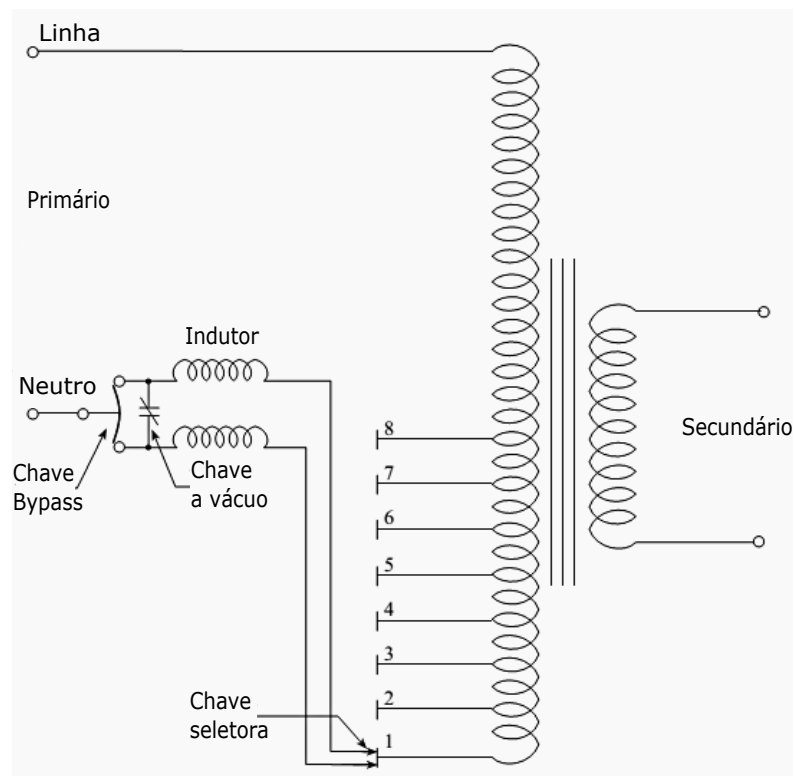 Linha
Primário
Indutor
Neutro
Chave
Bypass
Chave
a vácuo
Secundário
8
7
6
5
4
3
2
1
Chave
seletora